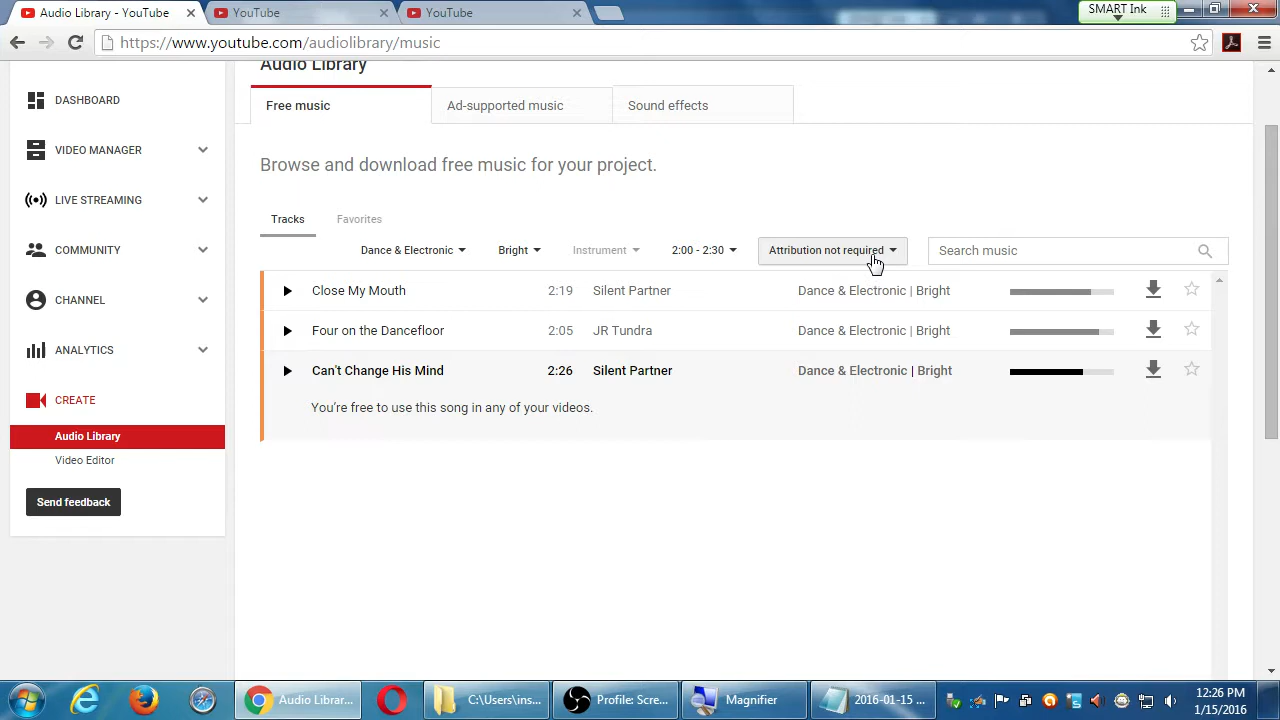 Audio Library - YouTube
YouTube
YouTube
SMART Ink
https://www.youtube.com/audiolibrary/music
Audio Library
DASHBOARD
VIDEO MANAGER
LIVE STREAMING
COMMUNITY
CHANNEL
ANALYTICS
CREATE
Audio Library
Video Editor
Send feedback
Free music
Ad-supported music
Sound effects
Browse and download free music for your project.
Tracks
Favorites
Dance & Electronic
Bright
Instrument
2:00 - 2:30
Attribution not required
Search music
Close My Mouth 2:19 Silent Partner Dance & Electronic | Bright
Four on the Dancefloor 2:05 JR Tundra Dance & Electronic | Bright
Can't Change His Mind 2:26 Silent Partner Dance & Electronic | Bright
You're free to use this song in any of your videos.
Audio Librar...
C:\Users\ins...
Profile: Scre...
Magnifier
2016-01-15 ...
12:26 PM
1/15/2016